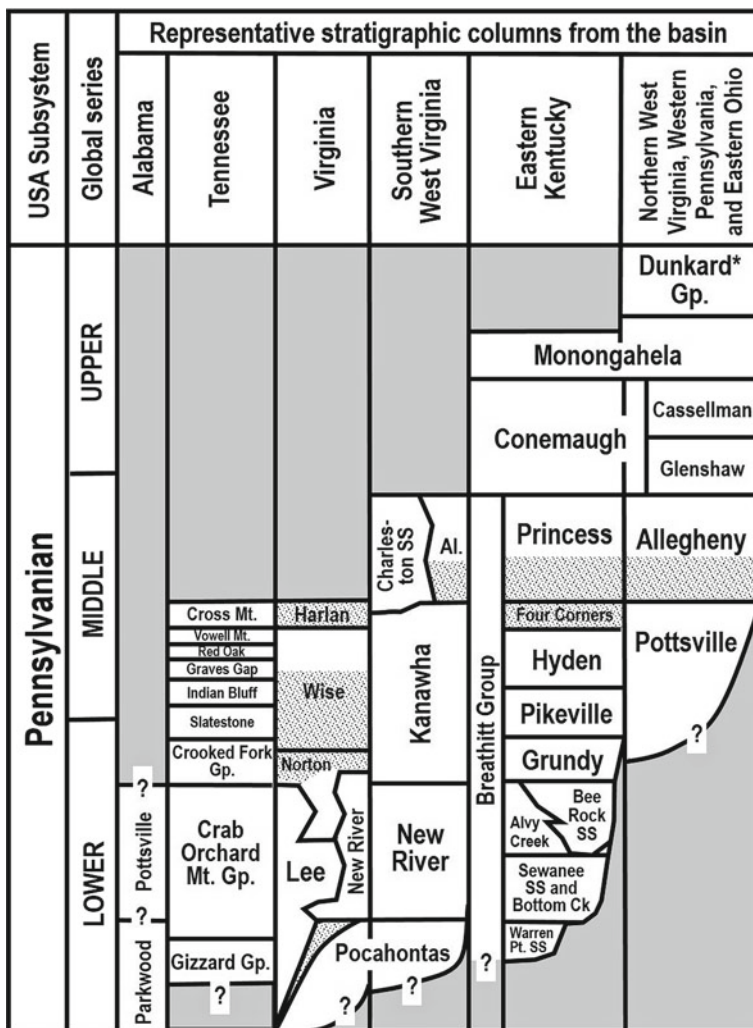 Representative stratigraphic columns from the basin
USA Subsystem
Global series
Alabama
Tennessee
Virginia
Southern
West Virginia
Eastern
Kentucky
Northern West
Virginia, Western
Pennsylvania,
and Eastern Ohio
Pennsylvanian
UPPER
MIDDLE
LOWER
Pottsville
Parkwood
?
?
Cross Mt.
Vowell Mt.
Red Oak
Graves Gap
Indian Bluff
Slatestone
Crooked Fork
Gp.
Crab
Orchard
Mt. Gp.
Gizzard Gp.
?
Harlan
Wise
Norton
Lee
New River
Charles-
ton SS
Al.
Kanawha
New
River
Pocahontas
?
?
Breathitt Group
?
Princess
Four Corners
Hyden
Pikeville
Grundy
Alvy
Creek
Bee
Rock
SS
Sewanee
SS and
Bottom Ck
Warren
Pt. SS
Dunkard*
Gp.
Monongahela
Conemaugh
Cassellman
Glenshaw
Allegheny
Pottsville
?